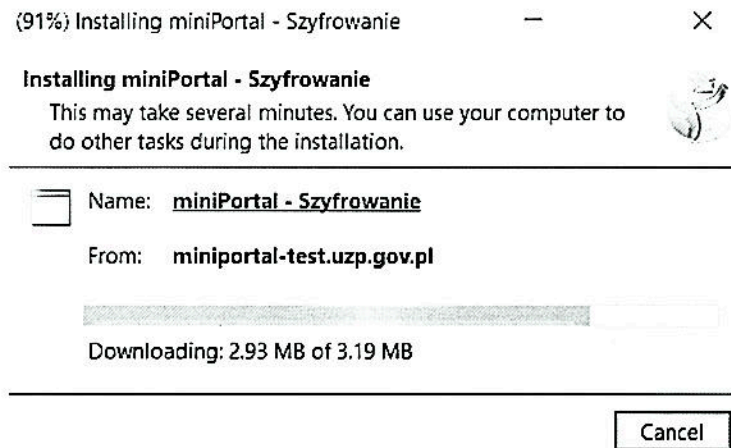 (91%) Installing miniPortal - Szyfrowanie
Installing miniPortal - Szyfrowanie
This may take several minutes. You can use your computer to
do other tasks during the installation.
Name: miniPortal - Szyfrowanie
From: miniportal-test.uzp.gov.pl
Downloading: 2.93 MB of 3.19 MB
Cancel